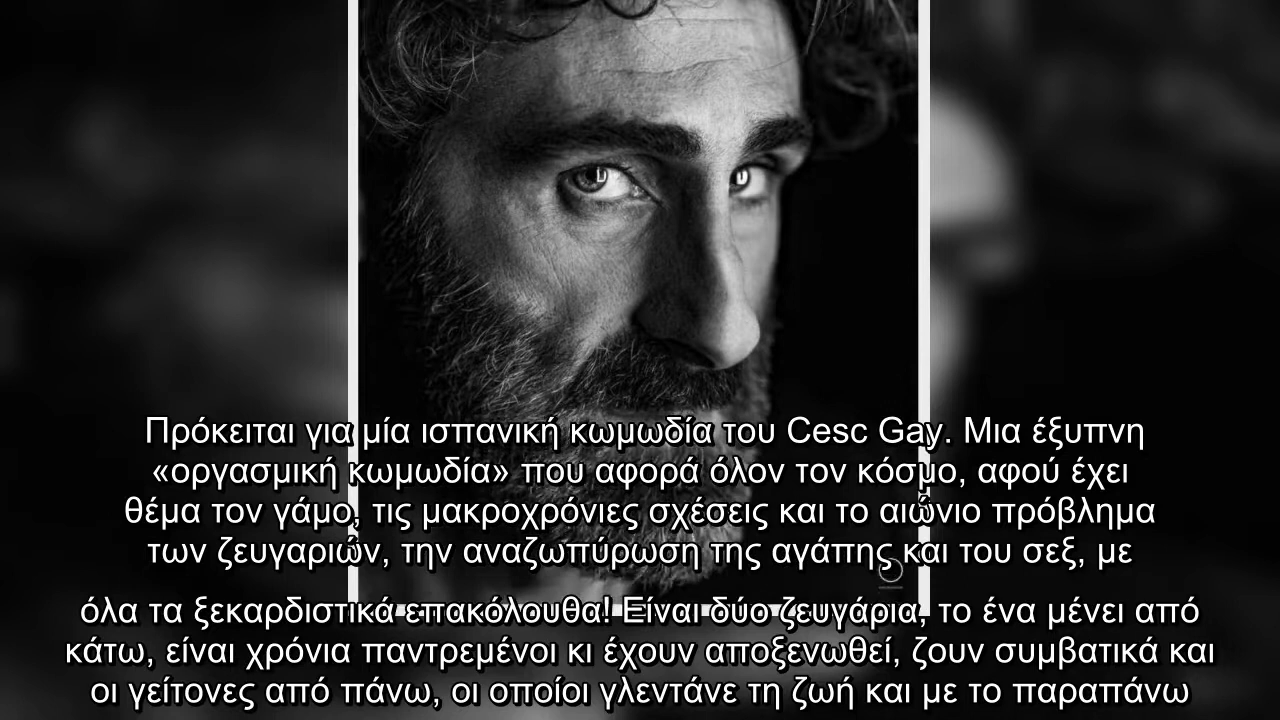 Πρόκειται για μία ισπανική κωμωδία του Cesc Gay. Μια έξυπνη
«οργασμική κωμωδία» που αφορά όλον τον κόσμο, αφού έχει
θέμα τον γάμο, τις μακροχρόνιες σχέσεις και το αιώνιο πρόβλημα
των ζευγαριών, την αναζωπύρωση της αγάπης και του σεξ, με
όλα τα ξεκαρδιστικά επακόλουθα! Είναι δύο ζευγάρια, το ένα μένει από
κάτω, είναι χρόνια παντρεμένοι κι έχουν αποξενωθεί, ζουν συμβατικά και
οι γείτονες από πάνω, οι οποίοι γλεντάνε τη ζωή και με το παραπάνω